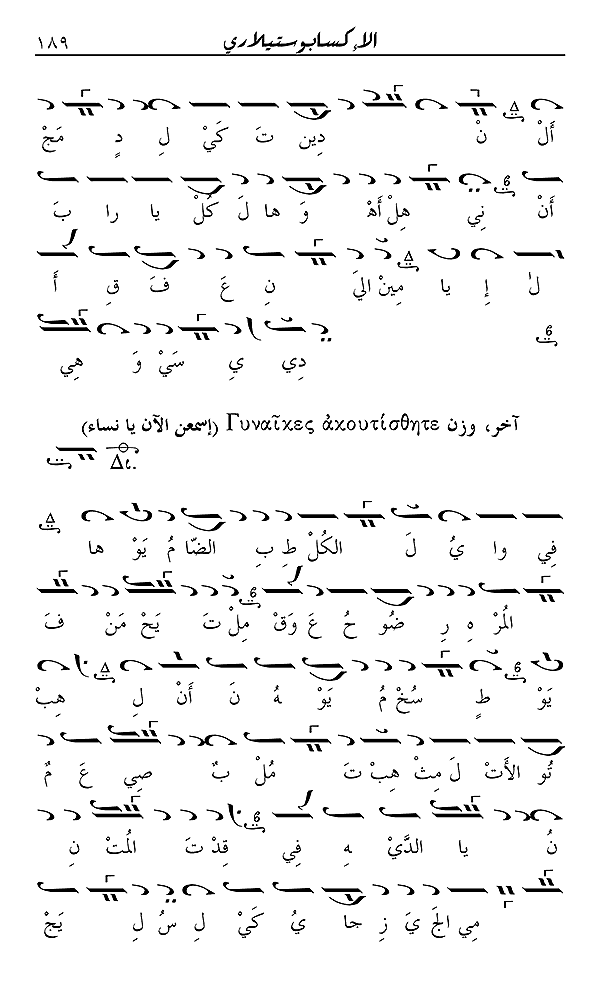 الإكسابوستيلاري ١٨٩
أَلْ نْ دِين تَ كَيْ لِ دٍ مَجْ
أَنْ نِي هِلْ أَهْ وَ ها لَ كُلْ يا را بَ
لٰ إِ يا مِينْ اليَ نِ عَ فَ قِ أَ
دِي يِ سَيْ وَ هِي
آخر، وزن Γυναῖκες ἀκουτίσθητε (إسمعن الآن يا نساء)
Δι.
فِي وا يُ لَ الكُلْ طِ بِ الضّا مُ يَوْ ها
المُرْ هِ رِ ضُو حُ عَ وَقْ مِلْ تَ يَحْ مَنْ فَ
يَوْ طٍ سُخْ مُ يَوْ هُ نَ أَنْ لِ هِبْ
تُو الأَتْ لَ مِثْ هِبْ تَ مُلْ بٌ صِي عَ مٌ
نُ يا الدَّيْ هِ فِي قِدْ تَ المُتْ نِ
مِي الجَ يَ زِ جا يُ كَيْ لِ سُ لِ يَجْ